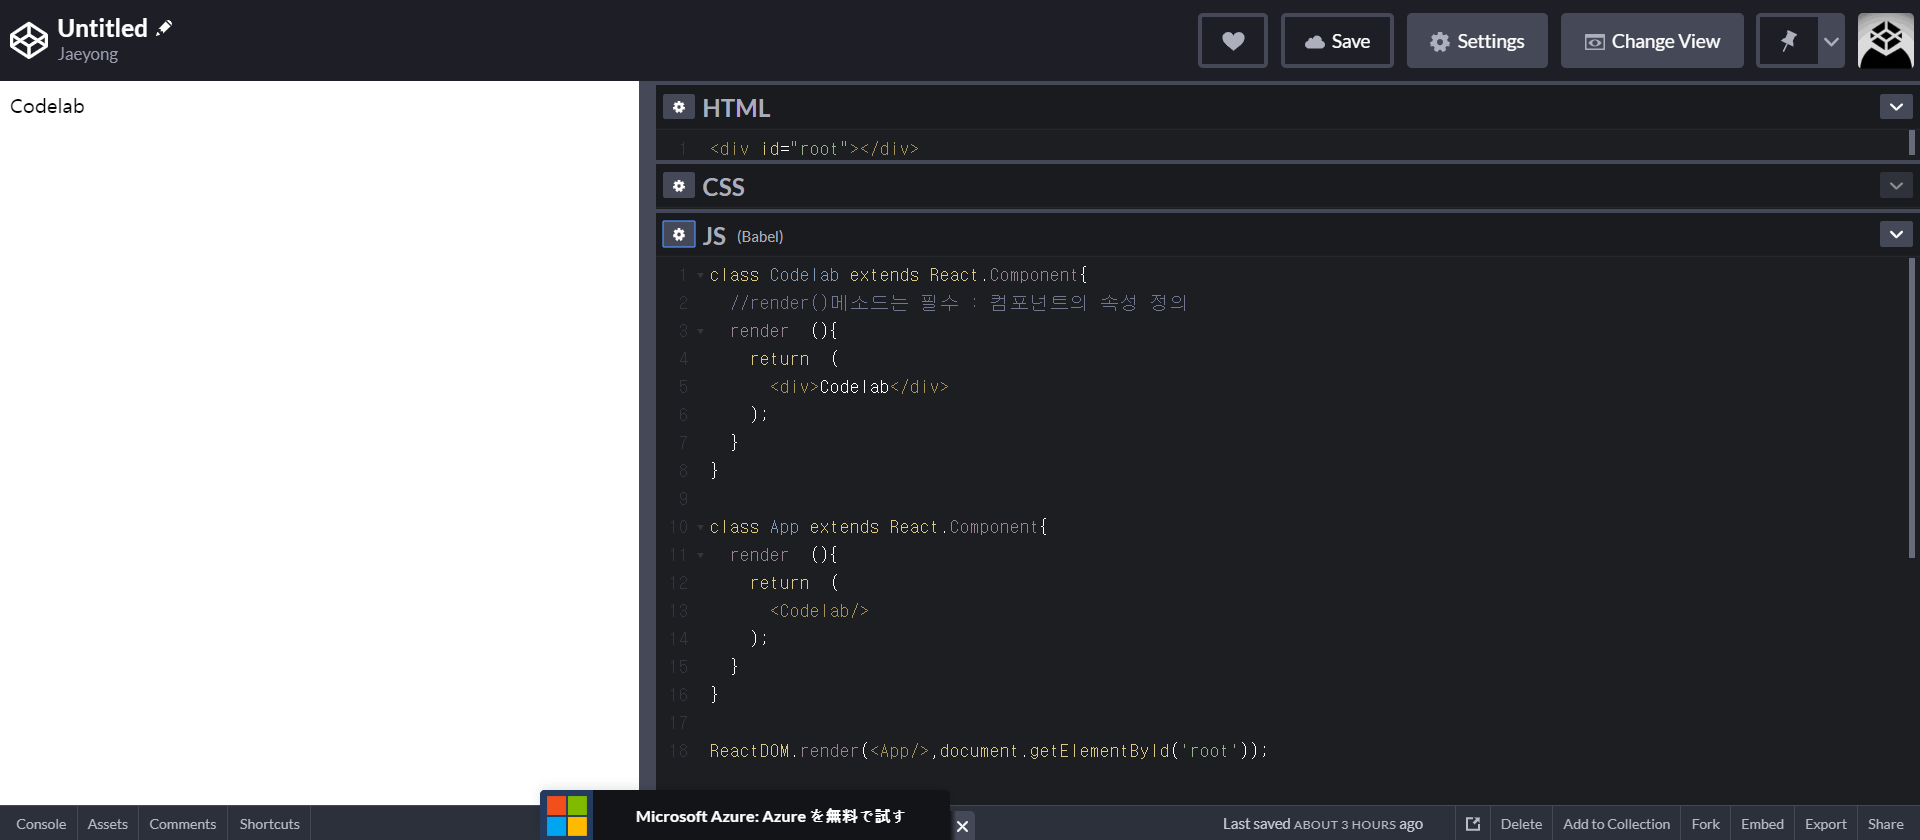 Untitled
Jaeyong
Save
Settings
Change View
Codelab
HTML
1 <div id="root"></div>
CSS
JS (Babel)
1 class Codelab extends React.Component{
2 //render()메소드는 필수 : 컴포넌트의 속성 정의
3 render (){
4 return (
5 <div>Codelab</div>
6 );
7 }
8 }
9
10 class App extends React.Component{
11 render (){
12 return (
13 <Codelab/>
14 );
15 }
16 }
17
18 ReactDOM.render(<App/>,document.getElementById('root'));
Microsoft Azure: Azure を無料で試す
Console Assets Comments Shortcuts
Last saved ABOUT 3 HOURS ago
Delete Add to Collection Fork Embed Export Share